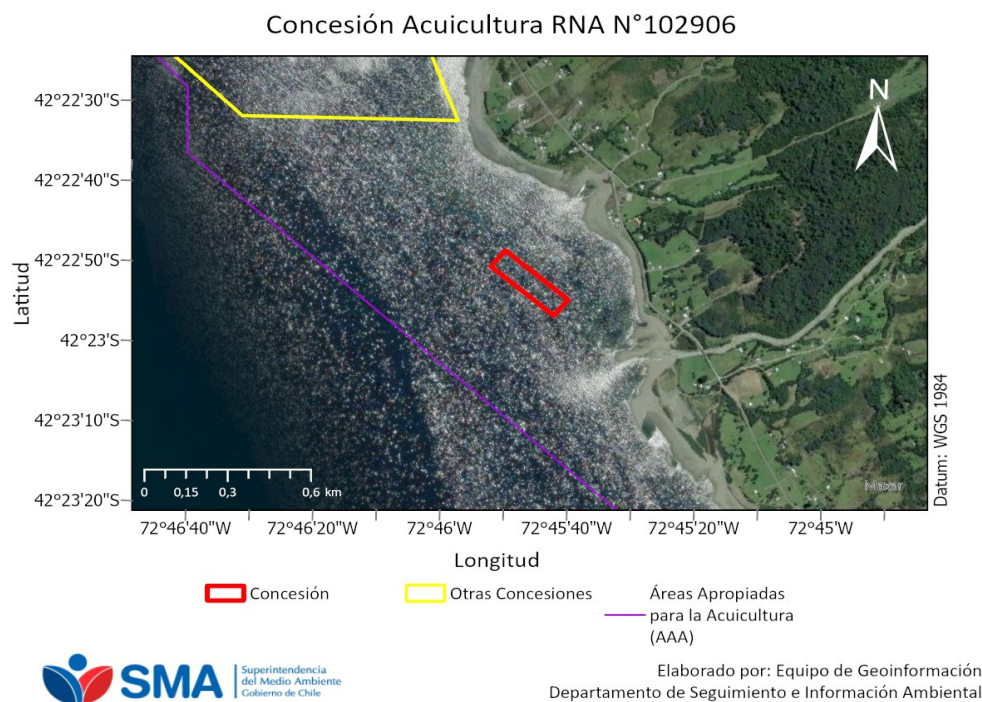 Concesión Acuicultura RNA N°102906
Latitud
42°22'30"S
42°22'40"S
42°22'50"S
42°23'S
42°23'10"S
42°23'20"S
N
Datum: WGS 1984
Maxar
0 0,15 0,3 0,6 km
72°46'40"W 72°46'20"W 72°46'W 72°45'40"W 72°45'20"W 72°45'W
Longitud
Concesión
Otras Concesiones
Áreas Apropiadas
para la Acuicultura
(AAA)
SMA
Superintendencia
del Medio Ambiente
Gobierno de Chile
Elaborado por: Equipo de Geoinformación
Departamento de Seguimiento e Información Ambiental